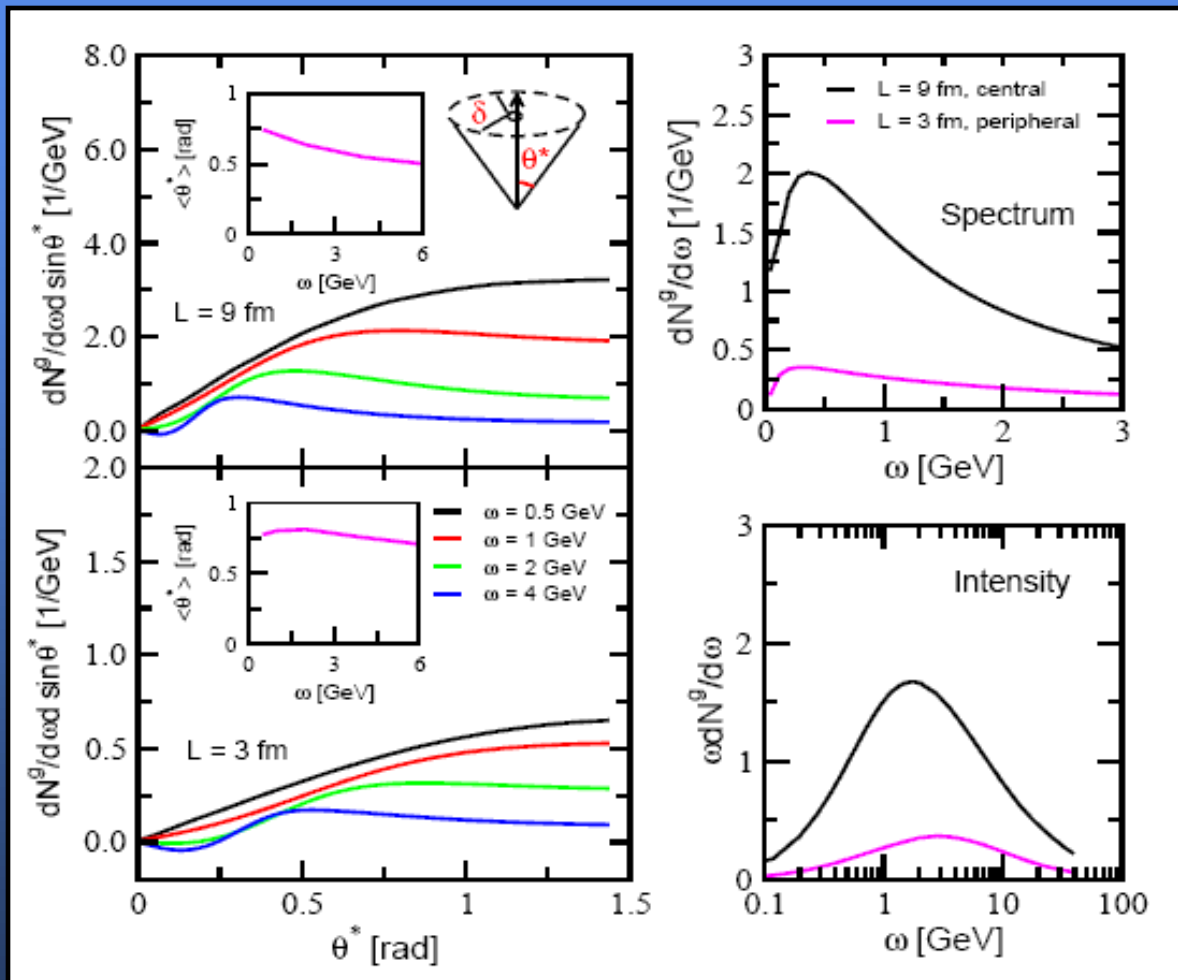 8.0
6.0
4.0
2.0
0.0
dN^g/dωd sinθ* [1/GeV]
1
0.5
0
<θ*> [rad]
0 3 6
ω [GeV]
δ
θ*
L = 9 fm
2.0
1.5
1.0
0.5
0.0
dN^g/dωd sinθ* [1/GeV]
1
0.5
0
<θ*> [rad]
0 3 6
ω [GeV]
ω = 0.5 GeV
ω = 1 GeV
ω = 2 GeV
ω = 4 GeV
L = 3 fm
0 0.5 1 1.5
θ* [rad]
3
2.5
2
1.5
1
0.5
0
dN^g/dω [1/GeV]
L = 9 fm, central
L = 3 fm, peripheral
Spectrum
0 1 2 3
ω [GeV]
3
2
1
0
ωdN^g/dω
Intensity
0.1 1 10 100
ω [GeV]